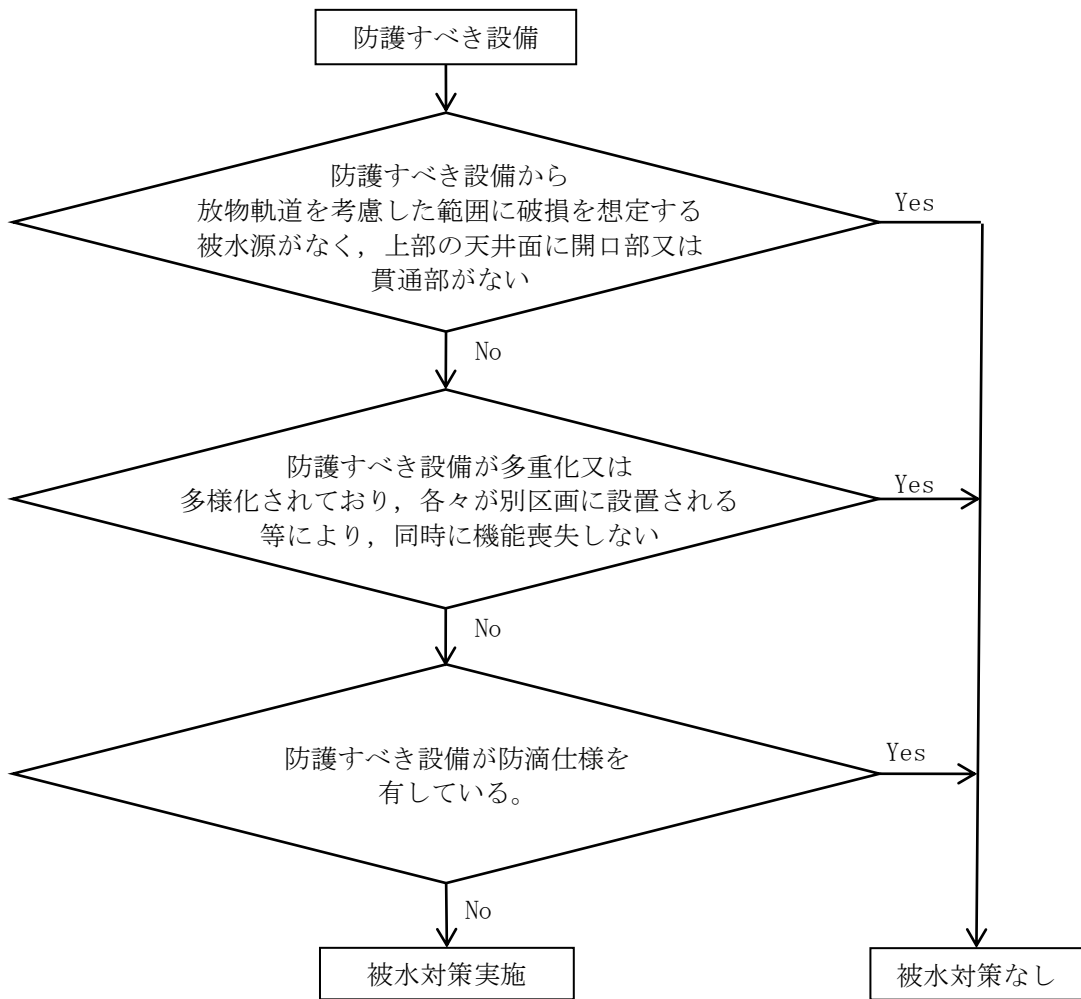 防護すべき設備
防護すべき設備から
放物軌道を考慮した範囲に破損を想定する
被水源がなく，上部の天井面に開口部又は
貫通部がない
Yes
No
防護すべき設備が多重化又は
多様化されており，各々が別区画に設置される
等により，同時に機能喪失しない
Yes
No
防護すべき設備が防滴仕様を
有している。
Yes
No
被水対策実施
被水対策なし